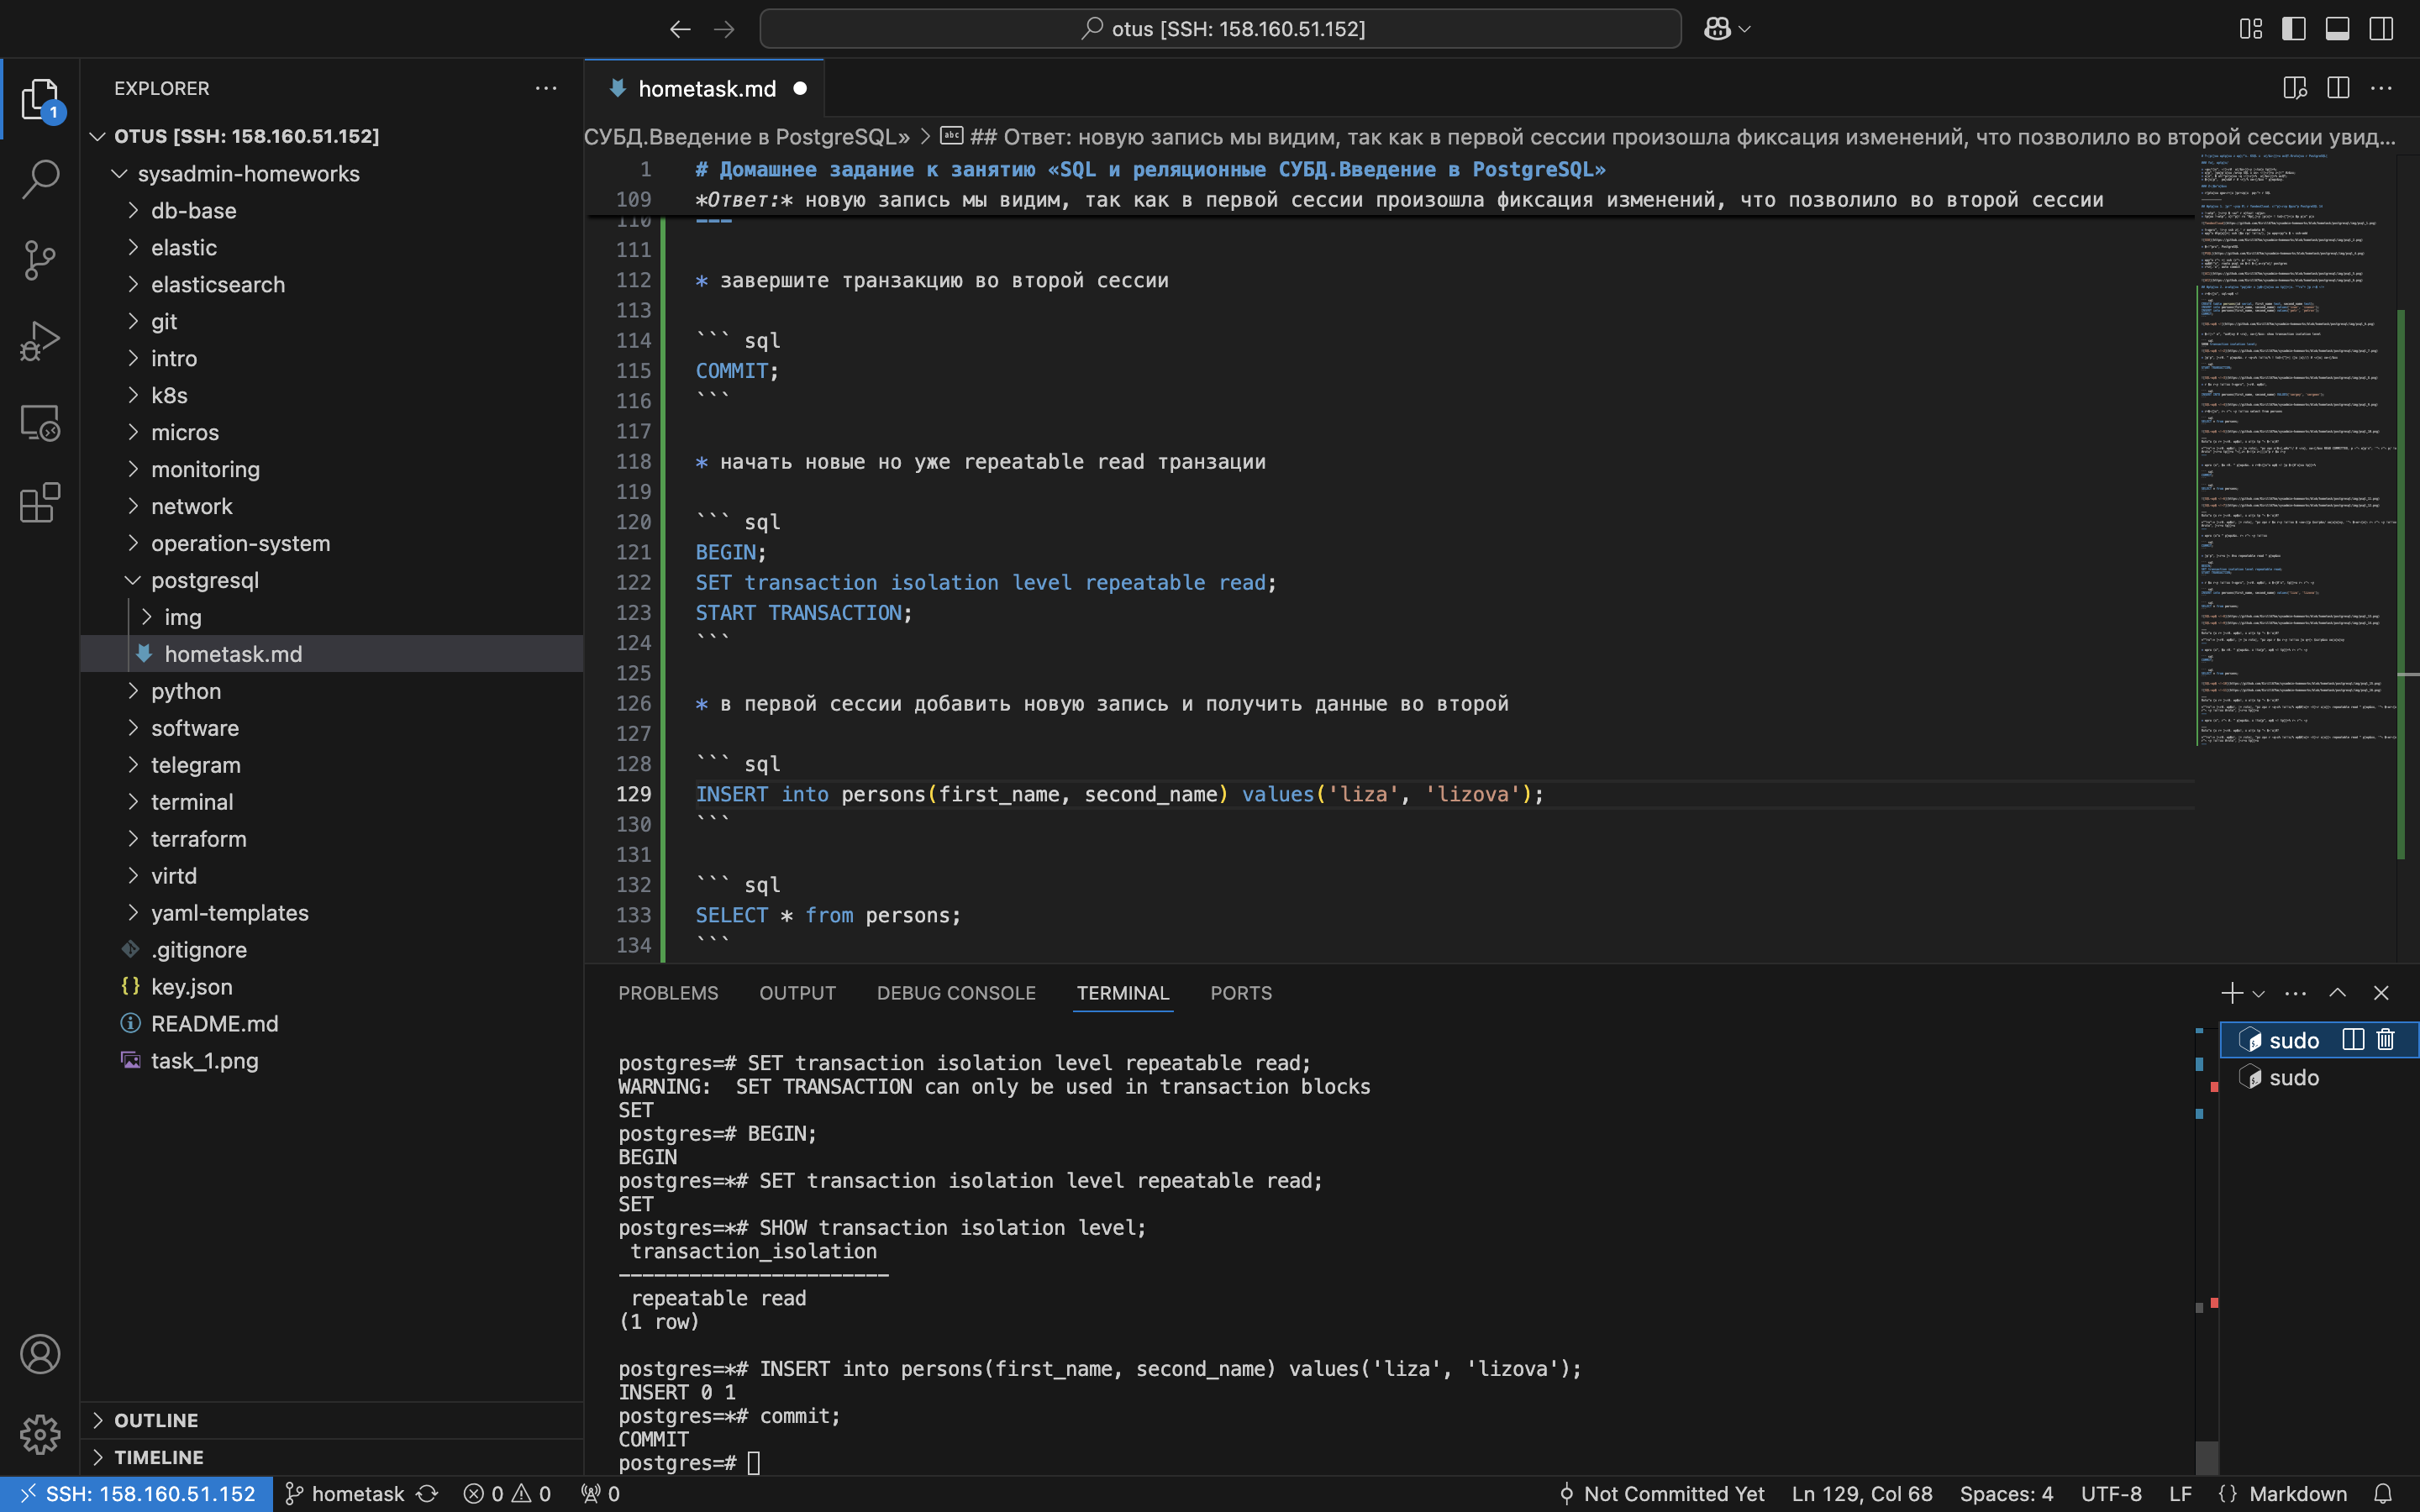 otus [SSH: 158.160.51.152]
EXPLORER
OTUS [SSH: 158.160.51.152]
sysadmin-homeworks
db-base
elastic
elasticsearch
git
intro
k8s
micros
monitoring
network
operation-system
postgresql
img
hometask.md
python
software
telegram
terminal
terraform
virtd
yaml-templates
.gitignore
key.json
README.md
task_1.png
OUTLINE
TIMELINE
1
hometask.md
СУБД.Введение в PostgreSQL» > ## Ответ: новую запись мы видим, так как в первой сессии произошла фиксация изменений, что позволило во второй сессии увид...
1 # Домашнее задание к занятию «SQL и реляционные СУБД.Введение в PostgreSQL»
109 *Ответ:* новую запись мы видим, так как в первой сессии произошла фиксация изменений, что позволило во второй сессии
110 ===
111
112 * завершите транзакцию во второй сессии
113
114 ``` sql
115 COMMIT;
116 ```
117
118 * начать новые но уже repeatable read транзации
119
120 ``` sql
121 BEGIN;
122 SET transaction isolation level repeatable read;
123 START TRANSACTION;
124 ```
125
126 * в первой сессии добавить новую запись и получить данные во второй
127
128 ``` sql
129 INSERT into persons(first_name, second_name) values('liza', 'lizova');
130 ```
131
132 ``` sql
133 SELECT * from persons;
134 ```
PROBLEMS OUTPUT DEBUG CONSOLE TERMINAL PORTS
postgres=# SET transaction isolation level repeatable read;
WARNING:  SET TRANSACTION can only be used in transaction blocks
SET
postgres=# BEGIN;
BEGIN
postgres=*# SET transaction isolation level repeatable read;
SET
postgres=*# SHOW transaction isolation level;
transaction_isolation
-----------------------
repeatable read
(1 row)
postgres=*# INSERT into persons(first_name, second_name) values('liza', 'lizova');
INSERT 0 1
postgres=*# commit;
COMMIT
postgres=#
sudo
sudo
SSH: 158.160.51.152 hometask 0 0 0 Not Committed Yet Ln 129, Col 68 Spaces: 4 UTF-8 LF {} Markdown